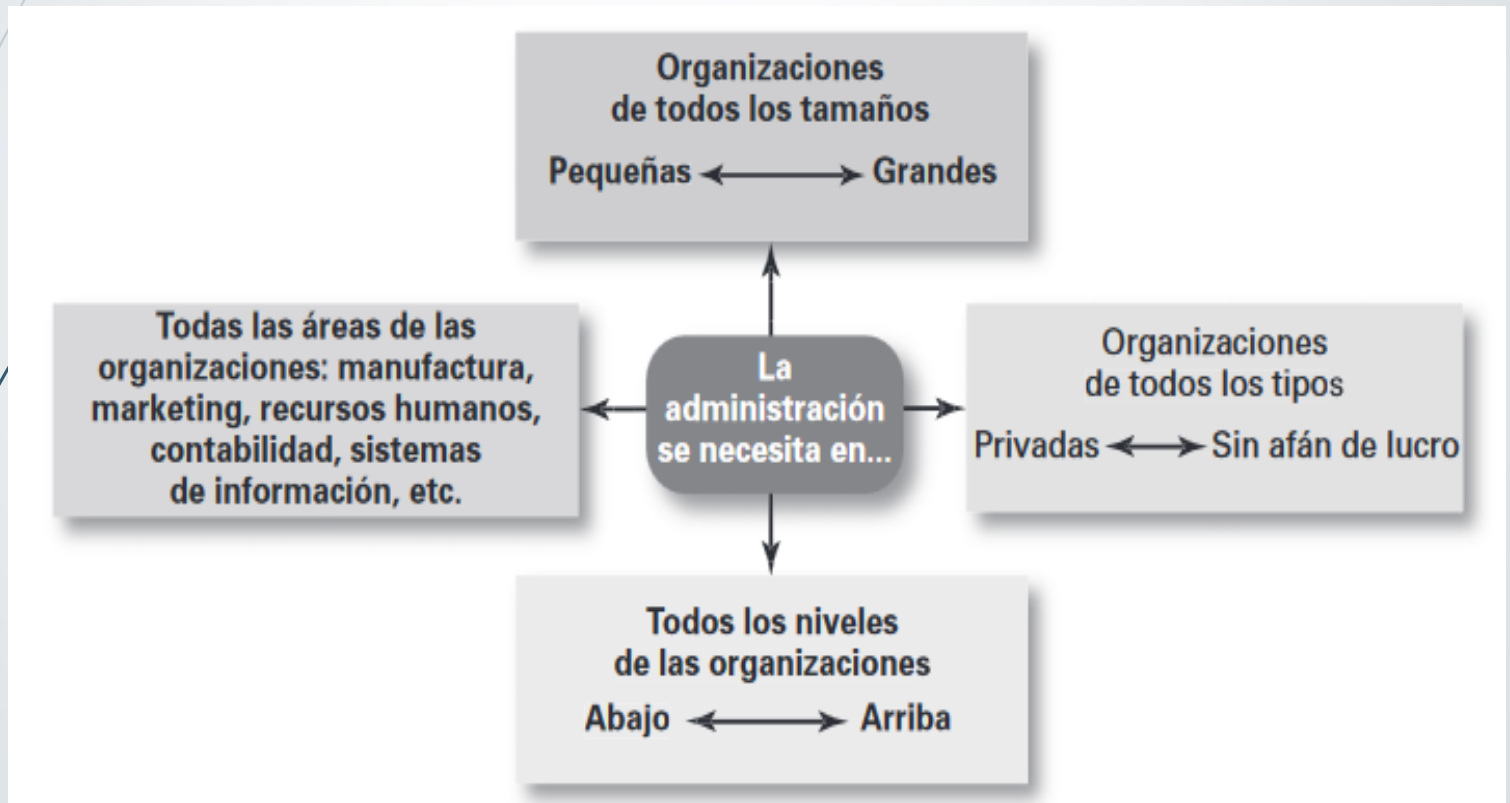 Organizaciones
de todos los tamaños
Pequeñas Grandes
Todas las áreas de las
organizaciones: manufactura,
marketing, recursos humanos,
contabilidad, sistemas
de información, etc.
La
administración
se necesita en...
Organizaciones
de todos los tipos
Privadas Sin afán de lucro
Todos los niveles
de las organizaciones
Abajo Arriba